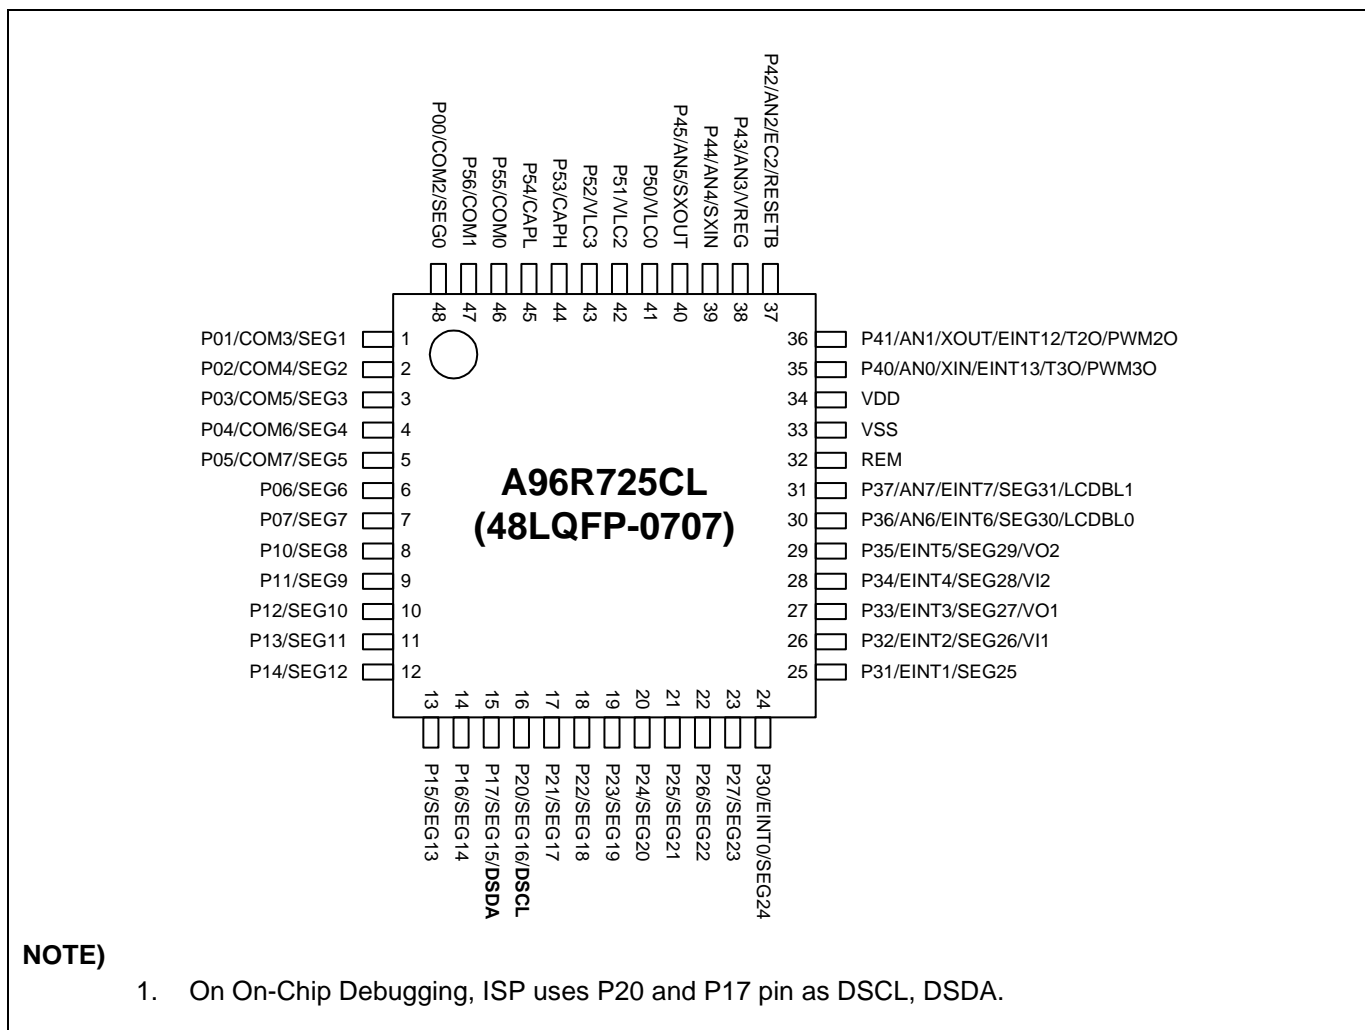 P00/COM2/SEG0
P56/COM1
P55/COM0
P54/CAPL
P53/CAPH
P52/VLC3
P51/VLC2
P50/VLC0
P45/AN5/SXOUT
P44/AN4/SXIN
P43/AN3/VREG
P42/AN2/EC2/RESETB
48
47
46
45
44
43
42
41
40
39
38
37
P01/COM3/SEG1 1
P02/COM4/SEG2 2
P03/COM5/SEG3 3
P04/COM6/SEG4 4
P05/COM7/SEG5 5
P06/SEG6 6
P07/SEG7 7
P10/SEG8 8
P11/SEG9 9
P12/SEG10 10
P13/SEG11 11
P14/SEG12 12
A96R725CL
(48LQFP-0707)
36 P41/AN1/XOUT/EINT12/T2O/PWM2O
35 P40/AN0/XIN/EINT13/T3O/PWM3O
34 VDD
33 VSS
32 REM
31 P37/AN7/EINT7/SEG31/LCDBL1
30 P36/AN6/EINT6/SEG30/LCDBL0
29 P35/EINT5/SEG29/VO2
28 P34/EINT4/SEG28/VI2
27 P33/EINT3/SEG27/VO1
26 P32/EINT2/SEG26/VI1
25 P31/EINT1/SEG25
13
14
15
16
17
18
19
20
21
22
23
24
P15/SEG13
P16/SEG14
P17/SEG15/DSDA
P20/SEG16/DSCL
P21/SEG17
P22/SEG18
P23/SEG19
P24/SEG20
P25/SEG21
P26/SEG22
P27/SEG23
P30/EINT0/SEG24
NOTE)
1. On On-Chip Debugging, ISP uses P20 and P17 pin as DSCL, DSDA.